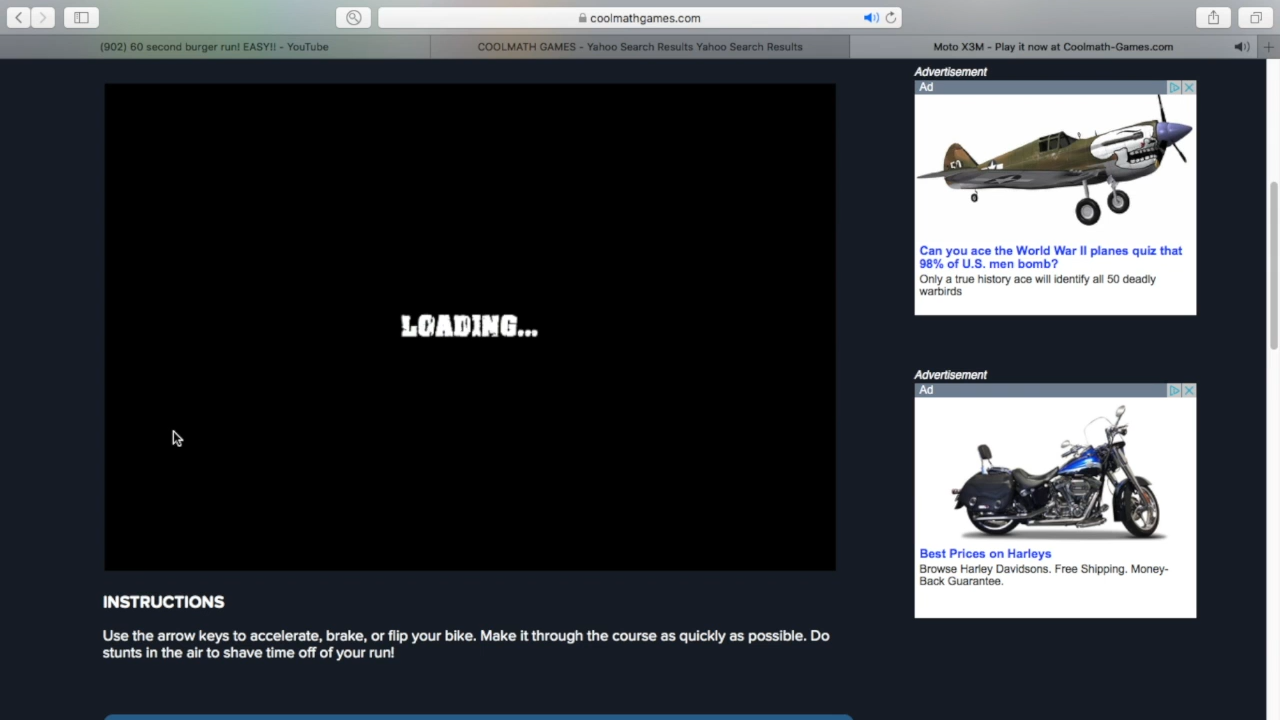 coolmathgames.com
(902) 60 second burger run! EASY!! - YouTube
COOLMATH GAMES - Yahoo Search Results Yahoo Search Results
Moto X3M - Play it now at Coolmath-Games.com
Advertisement
Ad
Can you ace the World War II planes quiz that
98% of U.S. men bomb?
Only a true history ace will identify all 50 deadly
warbirds
LOADING...
Advertisement
Ad
Best Prices on Harleys
Browse Harley Davidsons. Free Shipping. Money-
Back Guarantee.
INSTRUCTIONS
Use the arrow keys to accelerate, brake, or flip your bike. Make it through the course as quickly as possible. Do
stunts in the air to shave time off of your run!